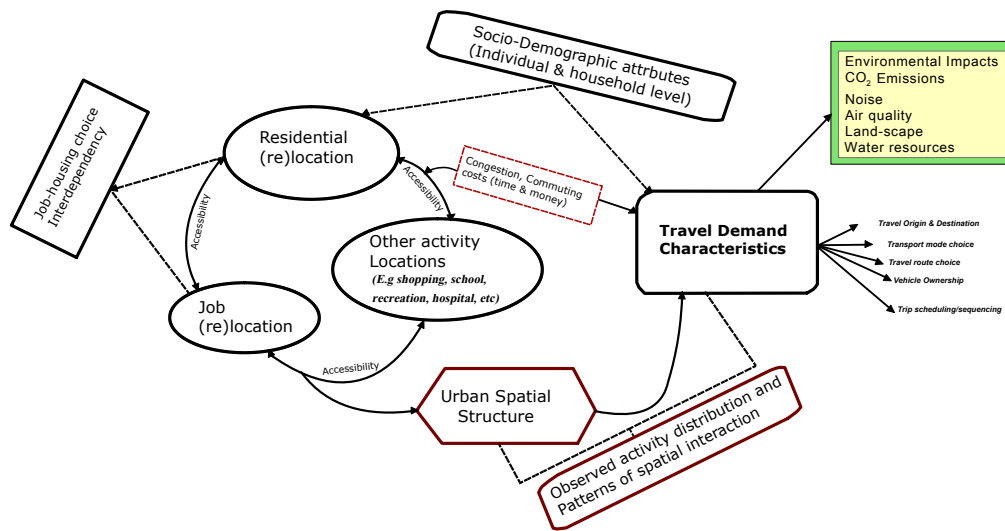 Socio-Demographic attrbutes
(Individual & household level)
Environmental Impacts
CO₂ Emissions
Noise
Air quality
Land-scape
Water resources
Job-housing choice
Interdependency
Residential
(re)location
Accessibility
Accessibility
Congestion, Commuting
costs (time & money)
Travel Demand
Characteristics
Travel Origin & Destination
Transport mode choice
Travel route choice
Vehicle Ownership
Trip scheduling/sequencing
Other activity
Locations
(E.g shopping, school,
recreation, hospital, etc)
Job
(re)location
Accessibility
Urban Spatial
Structure
Observed activity distribution and
Patterns of spatial interaction